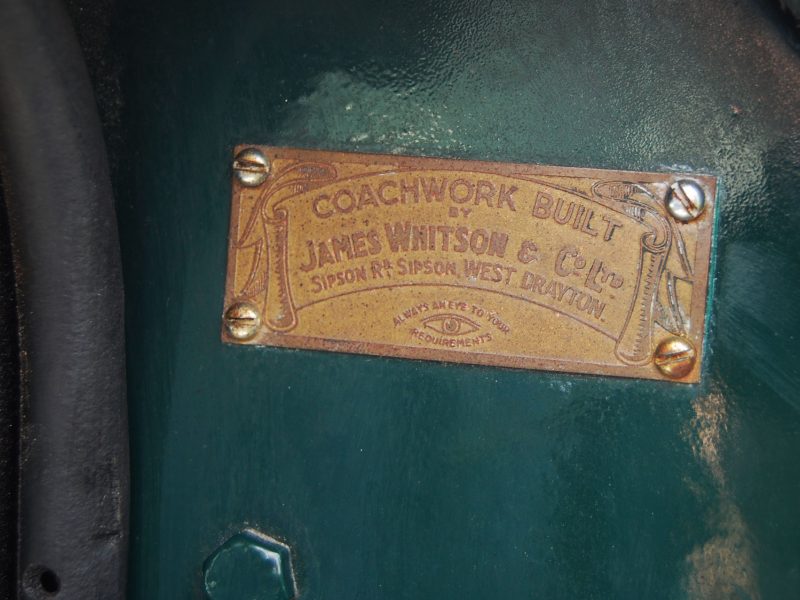 COACHWORK BUILT
BY
JAMES WHITSON & Co. LTD
SIPSON RD. SIPSON, WEST DRAYTON.
ALWAYS AN EYE TO YOUR
REQUIREMENTS